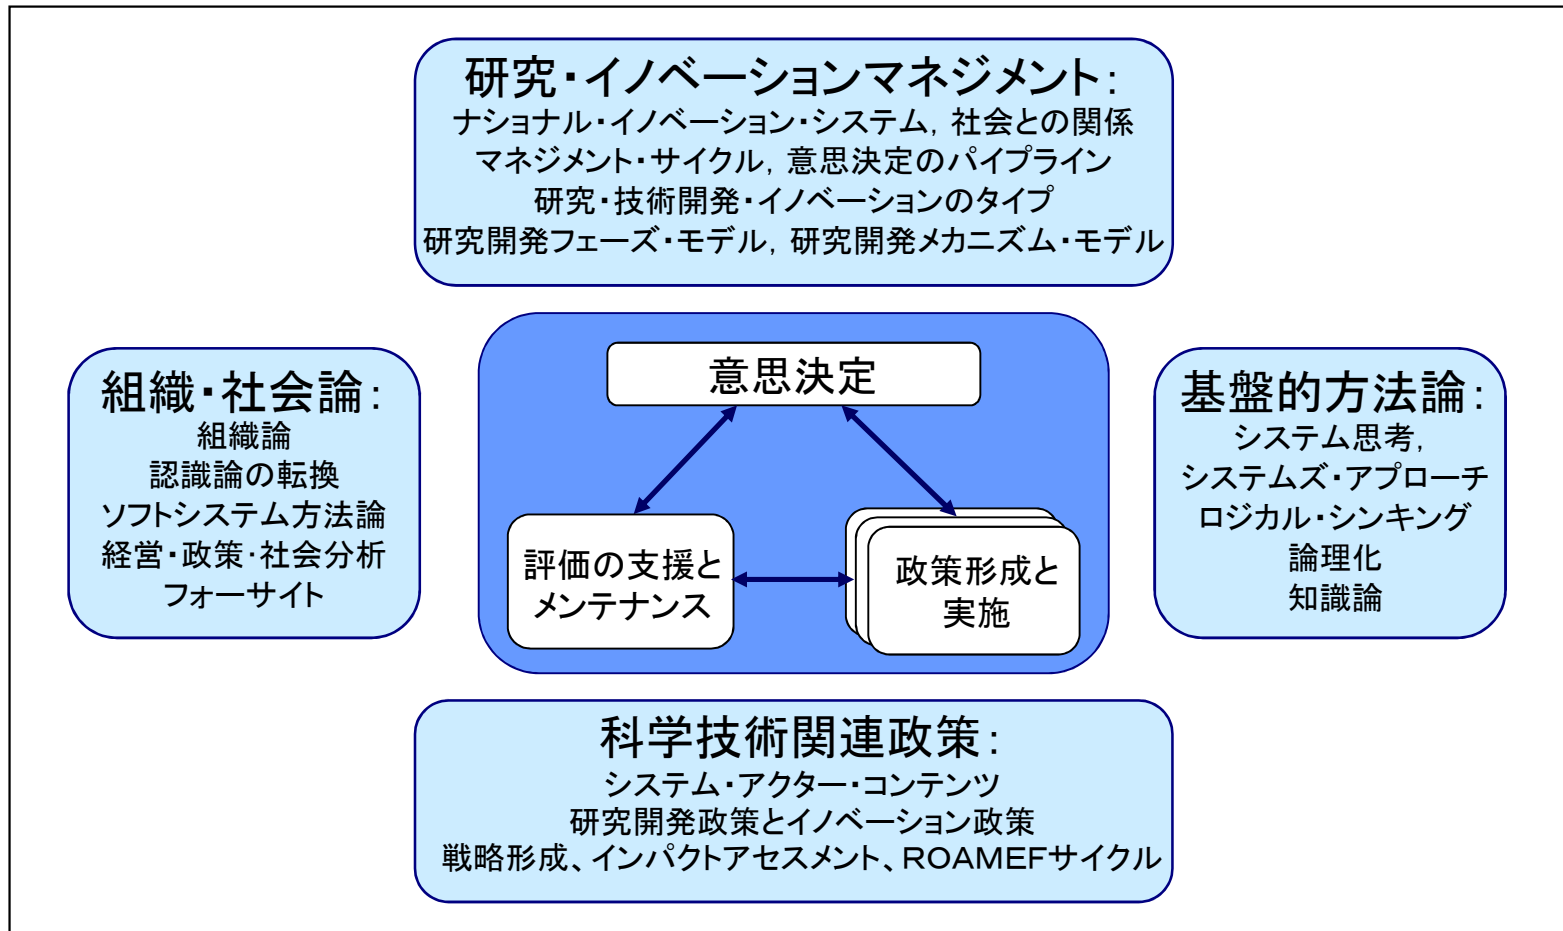 研究・イノベーションマネジメント：
ナショナル・イノベーション・システム，社会との関係
マネジメント・サイクル，意思決定のパイプライン
研究・技術開発・イノベーションのタイプ
研究開発フェーズ・モデル，研究開発メカニズム・モデル
組織・社会論：
組織論
認識論の転換
ソフトシステム方法論
経営・政策・社会分析
フォーサイト
意思決定
評価の支援と
メンテナンス
政策形成と
実施
基盤的方法論：
システム思考，
システムズ・アプローチ
ロジカル・シンキング
論理化
知識論
科学技術関連政策：
システム・アクター・コンテンツ
研究開発政策とイノベーション政策
戦略形成、インパクトアセスメント、ＲＯＡＭＥＦサイクル